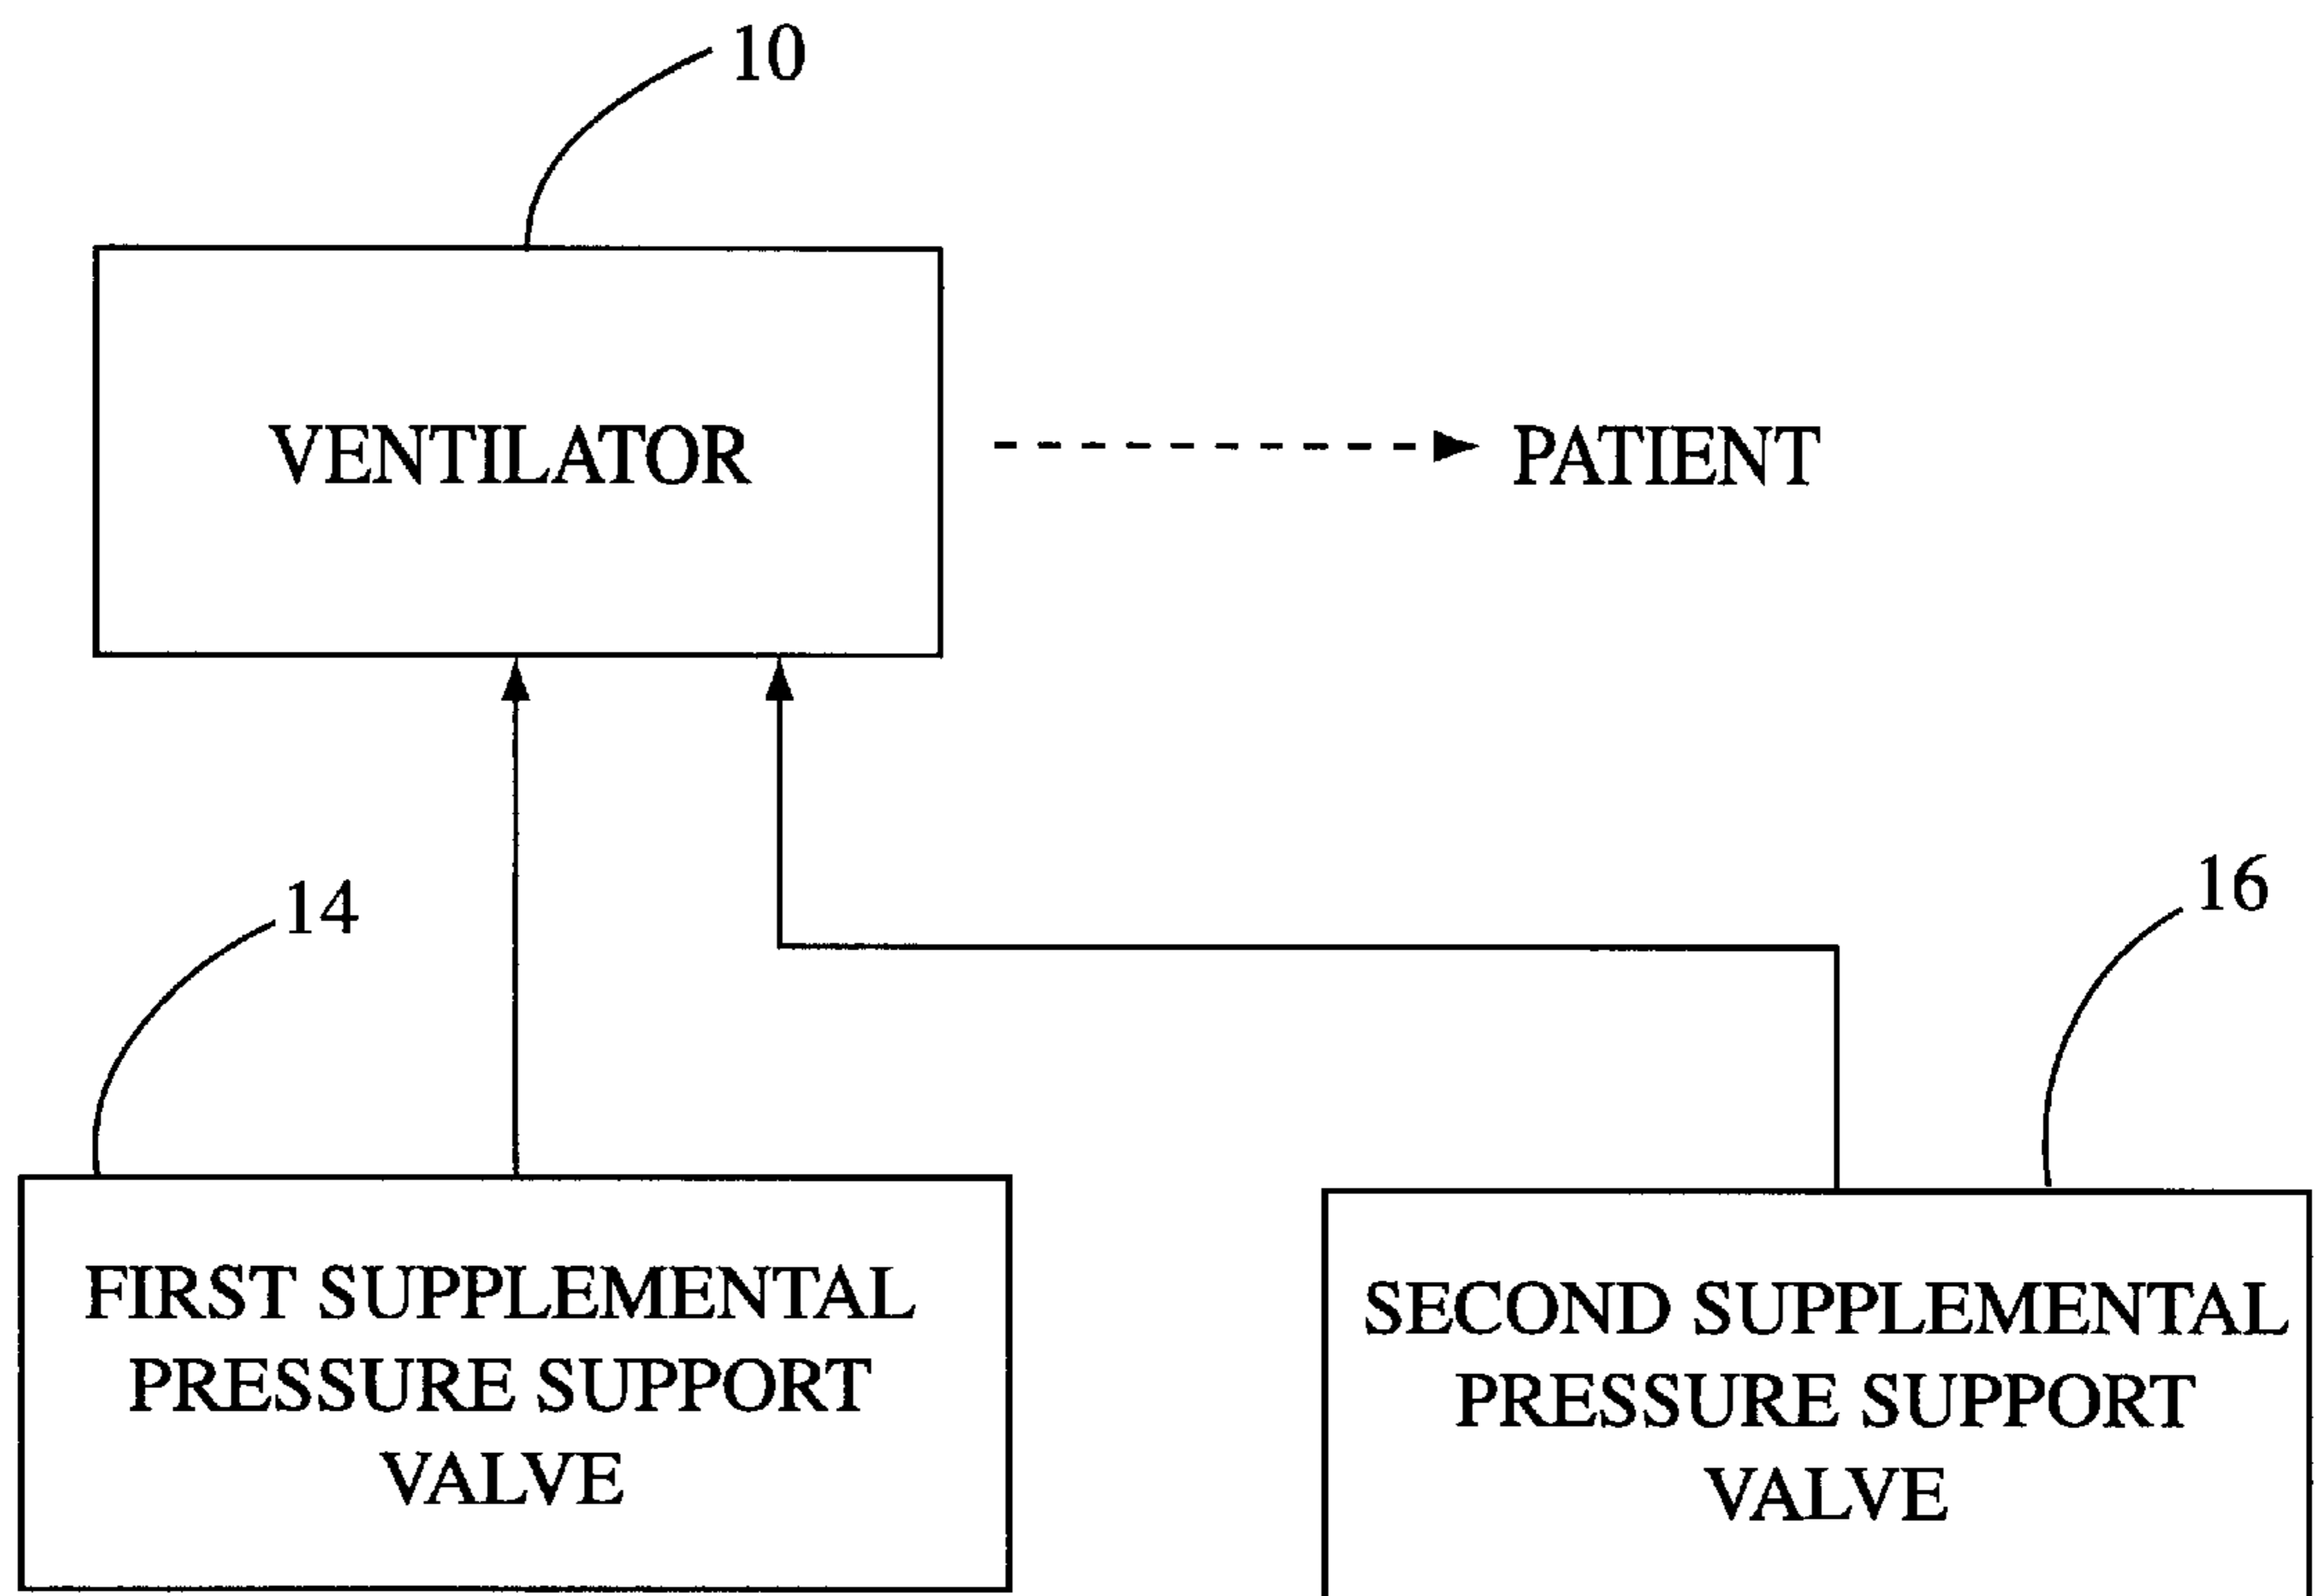 10
VENTILATOR
PATIENT
14
16
FIRST SUPPLEMENTAL
PRESSURE SUPPORT
VALVE
SECOND SUPPLEMENTAL
PRESSURE SUPPORT
VALVE